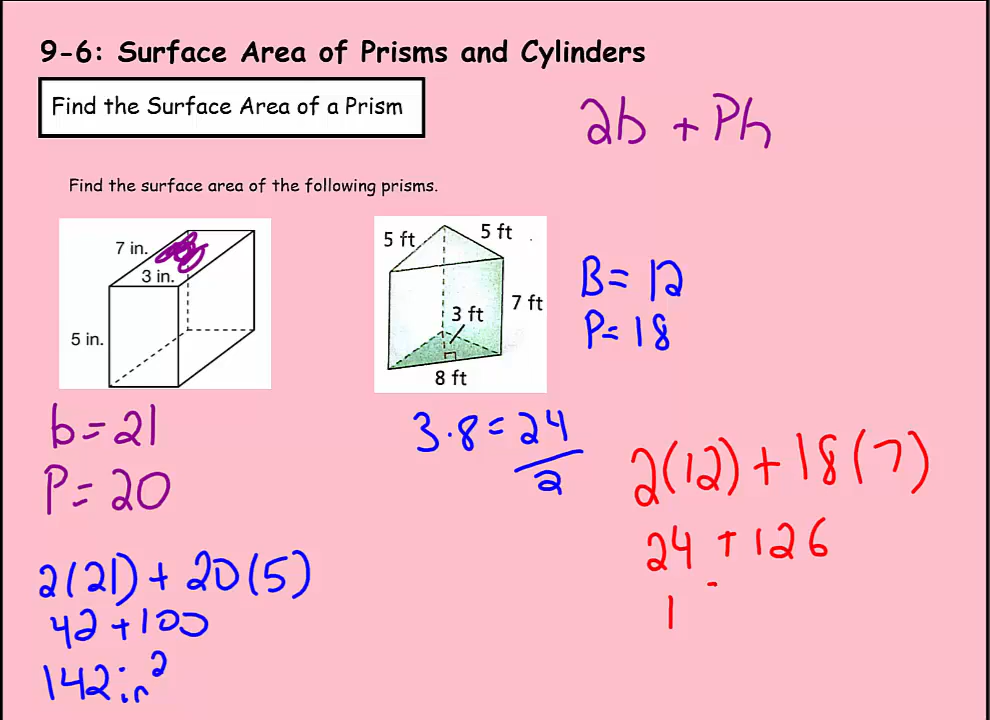 9-6: Surface Area of Prisms and Cylinders
Find the Surface Area of a Prism
2b + Ph
Find the surface area of the following prisms.
7 in.
3 in.
5 in.
5 ft
5 ft
7 ft
3 ft
8 ft
B = 12
P = 18
b = 21
P = 20
3 · 8 = 24
2
2(21) + 20(5)
42 + 100
142 in²
2(12) + 18(7)
24 + 126
1